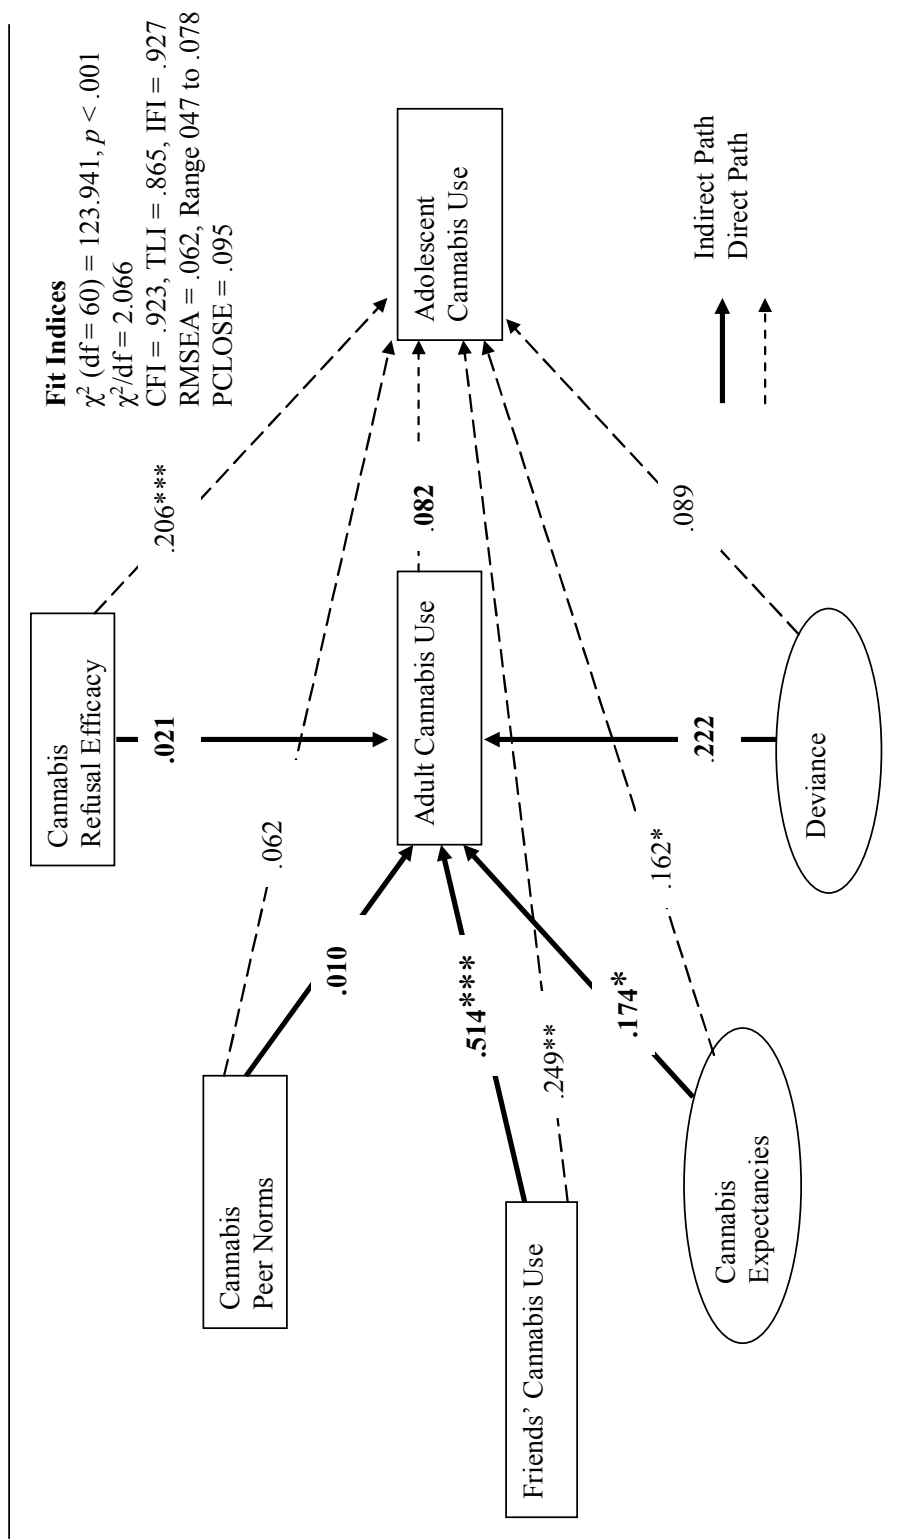 Fit Indices
χ² (df = 60) = 123.941, p < .001
χ²/df = 2.066
CFI = .923, TLI = .865, IFI = .927
RMSEA = .062, Range 047 to .078
PCLOSE = .095
Cannabis
Refusal Efficacy
.206***
.021
Cannabis
Peer Norms
.062
.010
Adult Cannabis Use
.082
Adolescent
Cannabis Use
Friends’ Cannabis Use
.514***
.249**
.174*
.162*
Cannabis
Expectancies
.222
.089
Deviance
Indirect Path
Direct Path